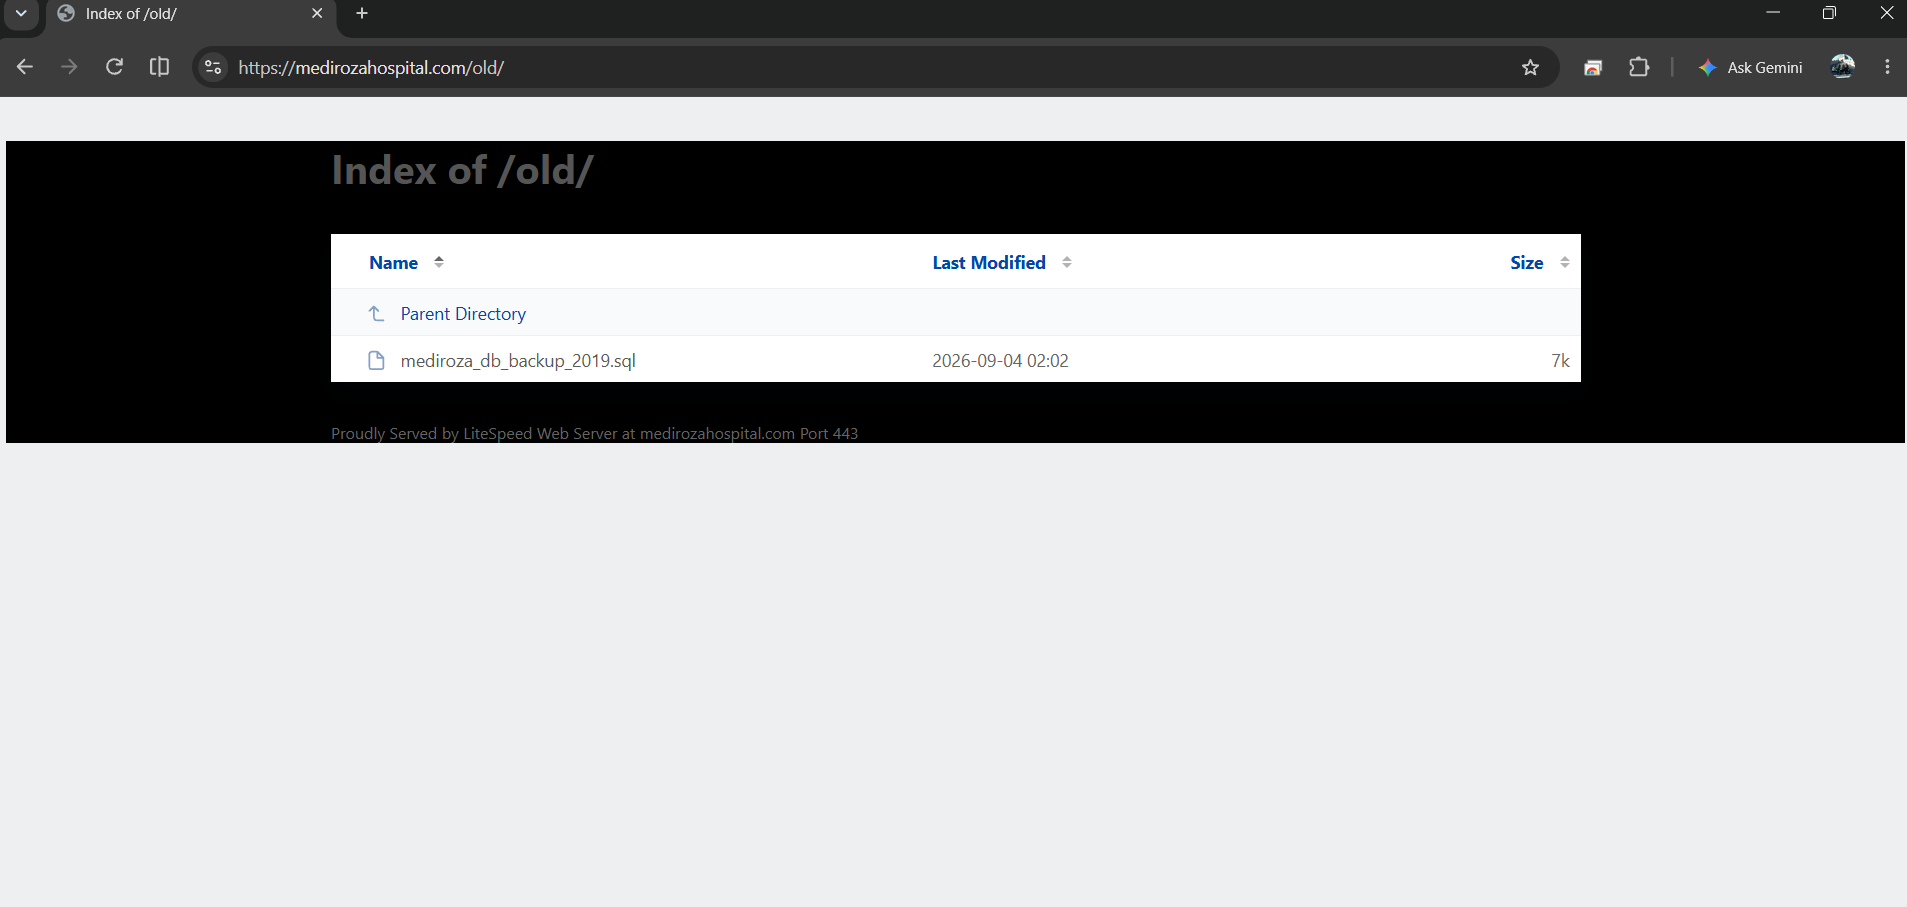 Index of /old/
https://medirozahospital.com/old/
Ask Gemini
Index of /old/
Name Last Modified Size
Parent Directory
mediroza_db_backup_2019.sql 2026-09-04 02:02 7k
Proudly Served by LiteSpeed Web Server at medirozahospital.com Port 443